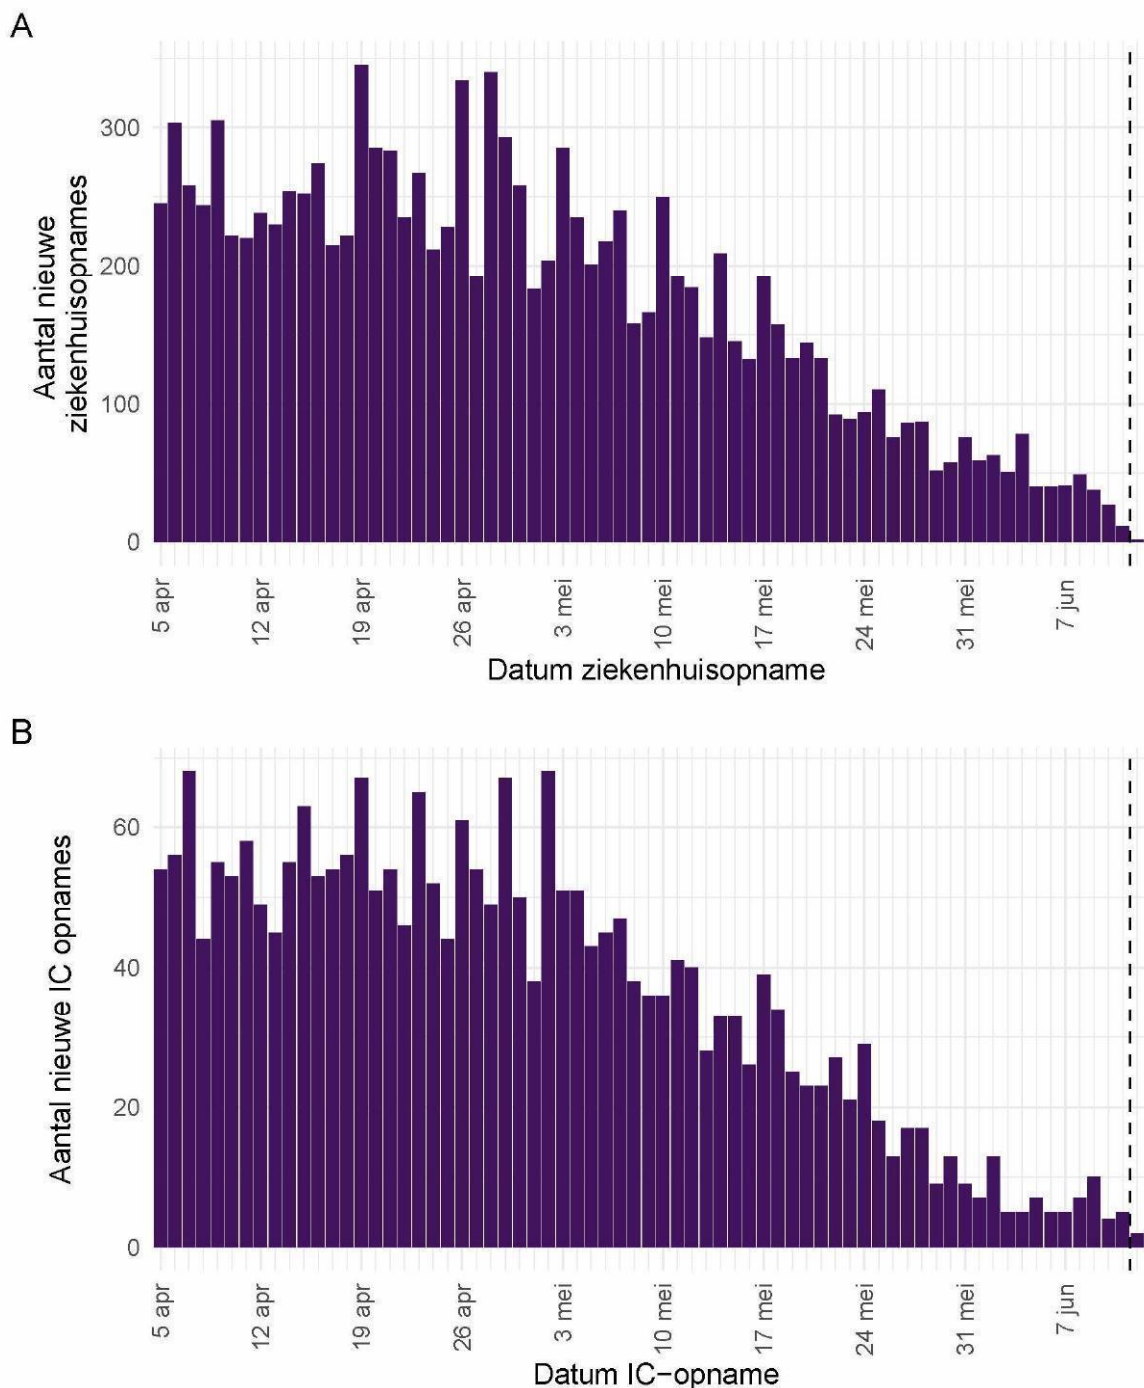 A
300
200
100
0
Aantal nieuwe
ziekenhuisopnames
5 apr
12 apr
19 apr
26 apr
3 mei
10 mei
17 mei
24 mei
31 mei
7 jun
Datum ziekenhuisopname
B
60
40
20
0
Aantal nieuwe IC opnames
5 apr
12 apr
19 apr
26 apr
3 mei
10 mei
17 mei
24 mei
31 mei
7 jun
Datum IC−opname